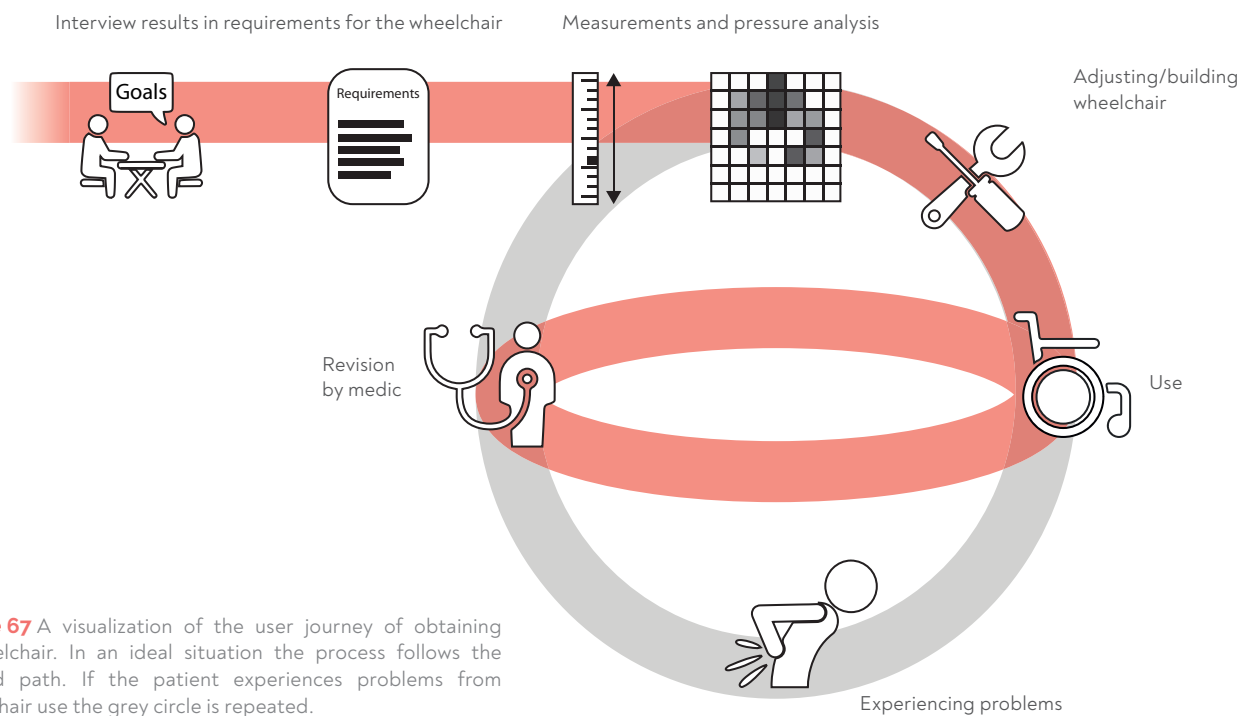 Interview results in requirements for the wheelchair
Measurements and pressure analysis
Goals
Requirements
Adjusting/building
wheelchair
Revision
by medic
Use
67 A visualization of the user journey of obtaining
elchair. In an ideal situation the process follows the
path. If the patient experiences problems from
hair use the grey circle is repeated.
Experiencing problems